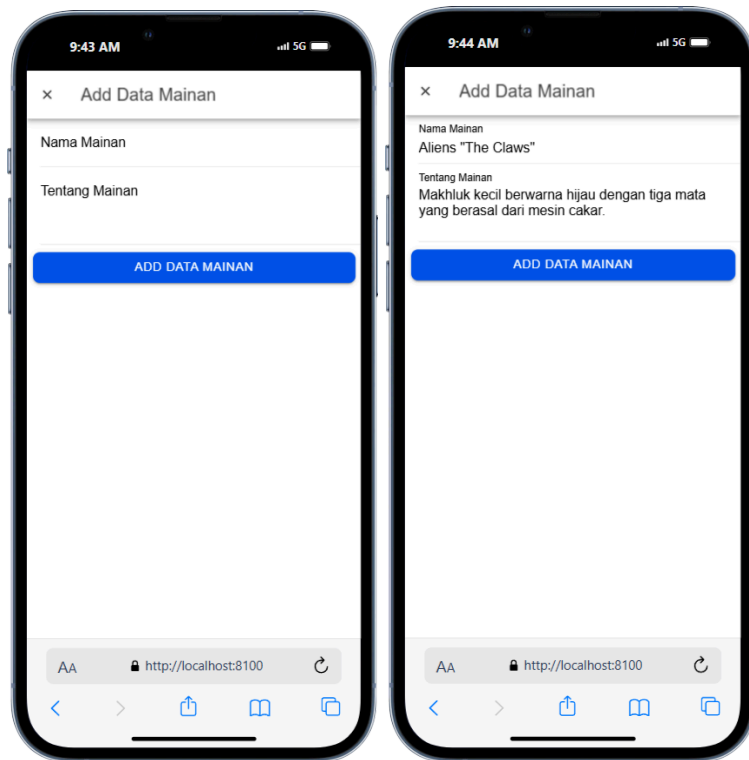 9:43 AM
5G
× Add Data Mainan
Nama Mainan
Tentang Mainan
ADD DATA MAINAN
AA
http://localhost:8100
9:44 AM
5G
× Add Data Mainan
Nama Mainan
Aliens "The Claws"
Tentang Mainan
Makhluk kecil berwarna hijau dengan tiga mata
yang berasal dari mesin cakar.
ADD DATA MAINAN
AA
http://localhost:8100